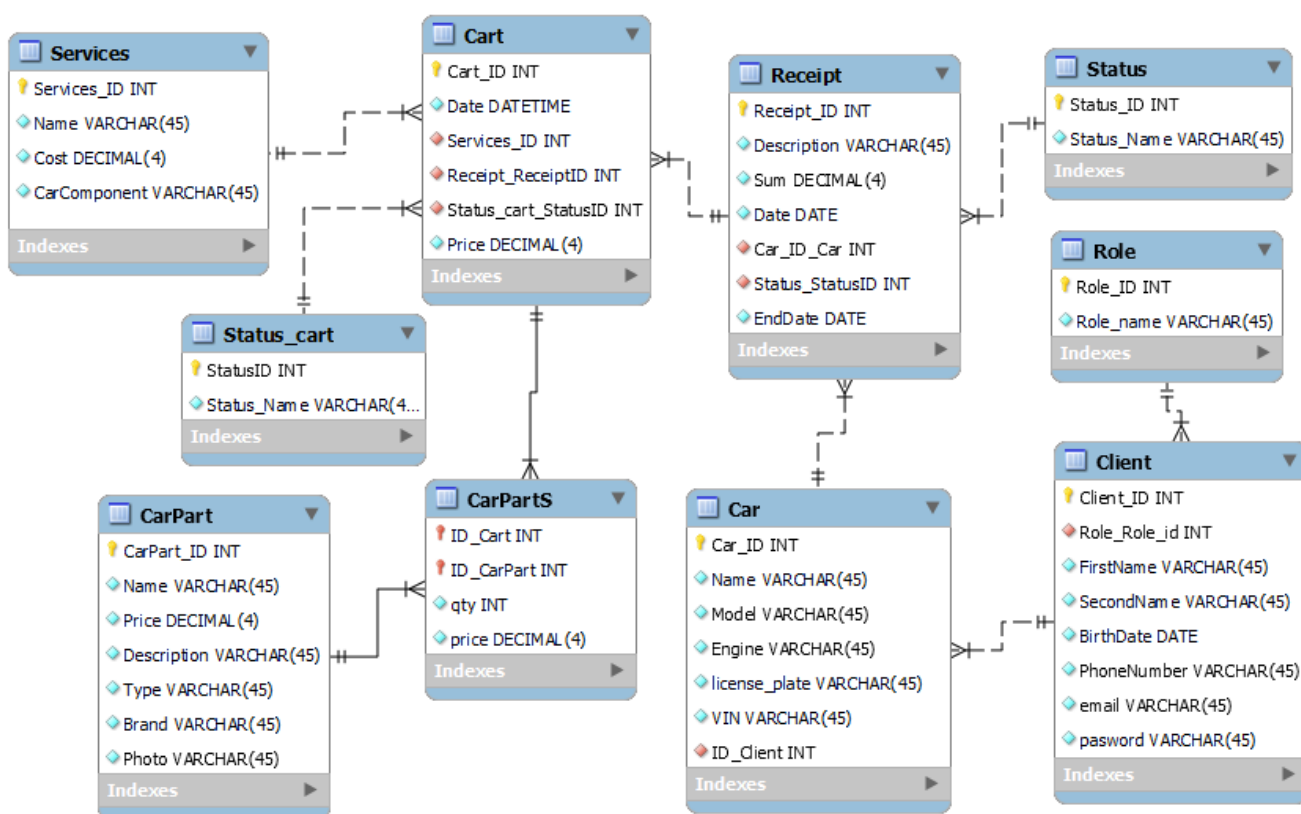 Services
Services_ID INT
Name VARCHAR(45)
Cost DECIMAL(4)
CarComponent VARCHAR(45)
Indexes
Cart
Cart_ID INT
Date DATETIME
Services_ID INT
Receipt_ReceiptID INT
Status_cart_StatusID INT
Price DECIMAL(4)
Indexes
Receipt
Receipt_ID INT
Description VARCHAR(45)
Sum DECIMAL(4)
Date DATE
Car_ID_Car INT
Status_StatusID INT
EndDate DATE
Indexes
Status
Status_ID INT
Status_Name VARCHAR(45)
Indexes
Role
Role_ID INT
Role_name VARCHAR(45)
Indexes
Status_cart
StatusID INT
Status_Name VARCHAR(4...
Indexes
CarPart
CarPart_ID INT
Name VARCHAR(45)
Price DECIMAL(4)
Description VARCHAR(45)
Type VARCHAR(45)
Brand VARCHAR(45)
Photo VARCHAR(45)
Indexes
CarPartS
ID_Cart INT
ID_CarPart INT
qty INT
price DECIMAL(4)
Indexes
Car
Car_ID INT
Name VARCHAR(45)
Model VARCHAR(45)
Engine VARCHAR(45)
license_plate VARCHAR(45)
VIN VARCHAR(45)
ID_Client INT
Indexes
Client
Client_ID INT
Role_Role_id INT
FirstName VARCHAR(45)
SecondName VARCHAR(45)
BirthDate DATE
PhoneNumber VARCHAR(45)
email VARCHAR(45)
pasword VARCHAR(45)
Indexes